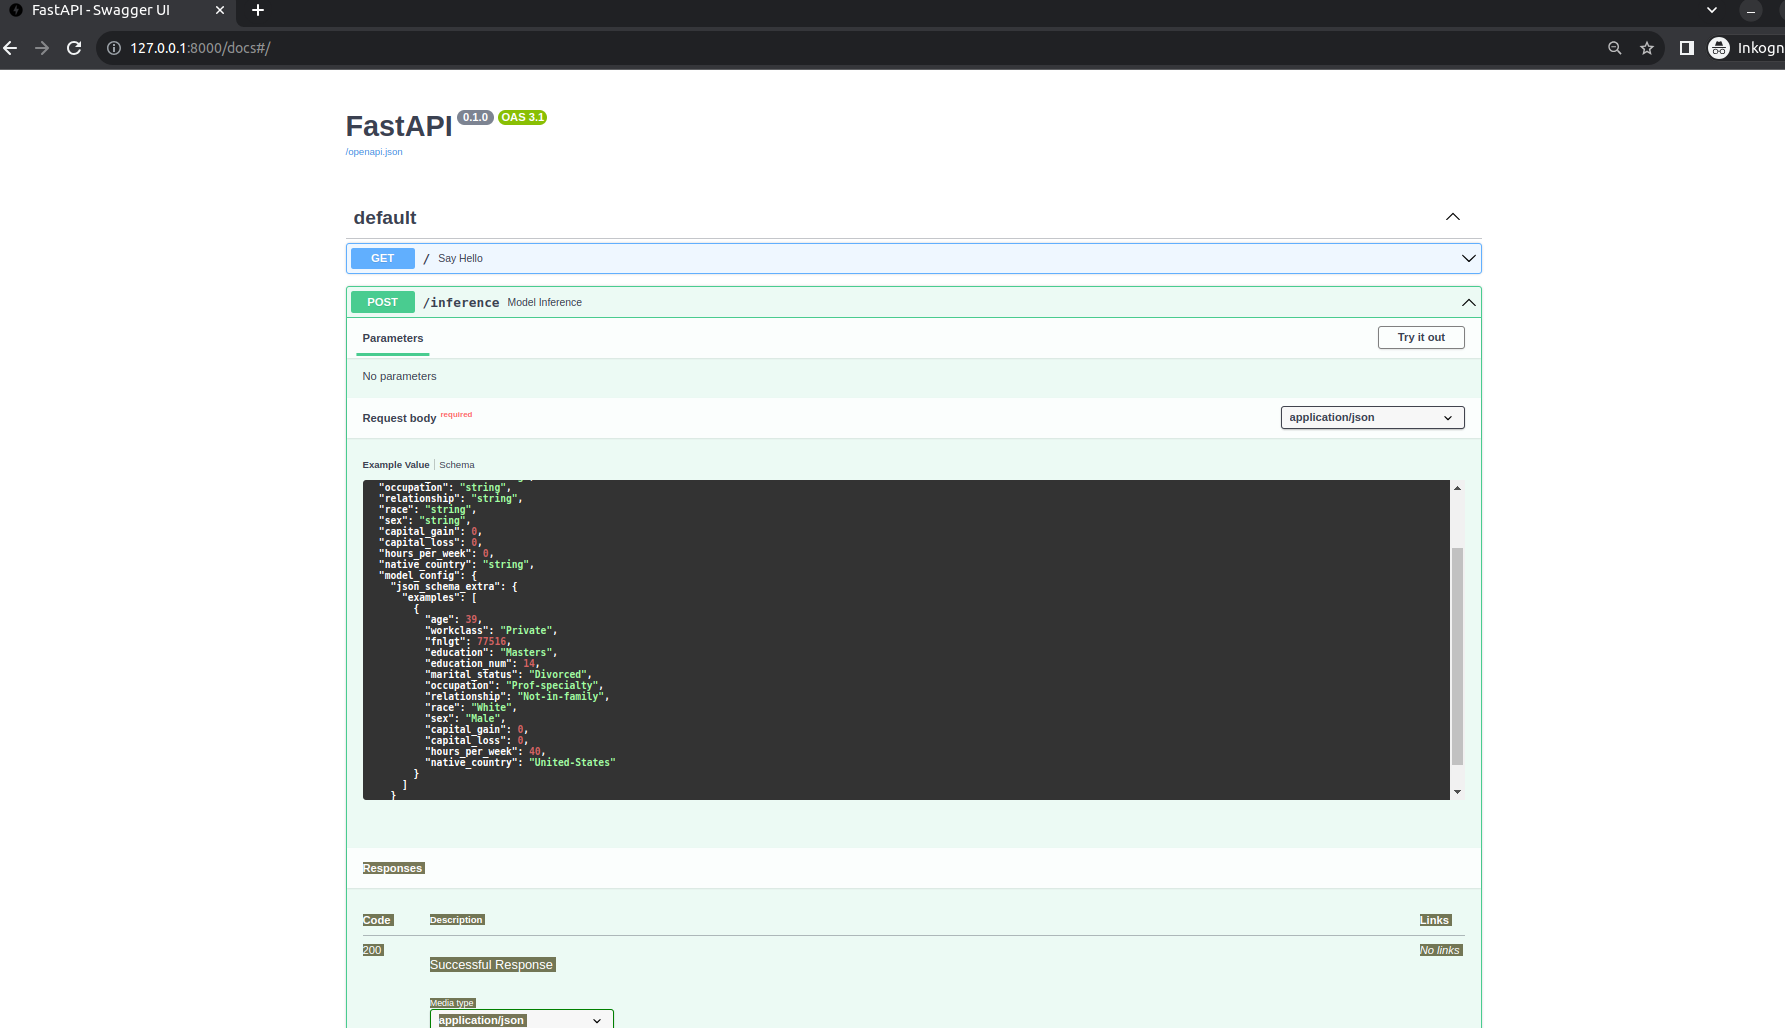 FastAPI - Swagger UI
127.0.0.1:8000/docs#/
Inkogn
FastAPI 0.1.0 OAS 3.1
/openapi.json
default
GET / Say Hello
POST /inference Model Inference
Parameters
Try it out
No parameters
Request body required
application/json
Example Value Schema
"occupation": "string",
"relationship": "string",
"race": "string",
"sex": "string",
"capital_gain": 0,
"capital_loss": 0,
"hours_per_week": 0,
"native_country": "string",
"model_config": {
"json_schema_extra": {
"examples": [
{
"age": 39,
"workclass": "Private",
"fnlgt": 77516,
"education": "Masters",
"education_num": 14,
"marital_status": "Divorced",
"occupation": "Prof-specialty",
"relationship": "Not-in-family",
"race": "White",
"sex": "Male",
"capital_gain": 0,
"capital_loss": 0,
"hours_per_week": 40,
"native_country": "United-States"
}
]
}
Responses
Code Description Links
200 No links
Successful Response
Media type
application/json